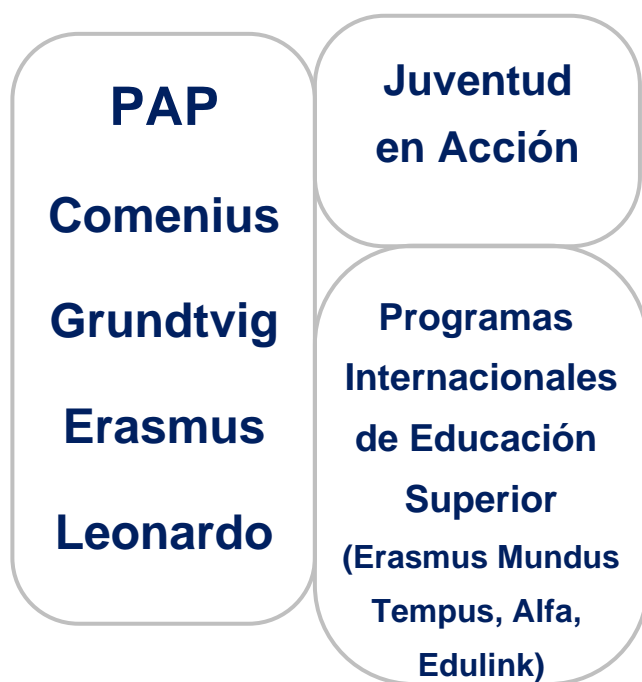 PAP
Comenius
Grundtvig
Erasmus
Leonardo
Juventud
en Acción
Programas
Internacionales
de Educación
Superior
(Erasmus Mundus
Tempus, Alfa,
Edulink)